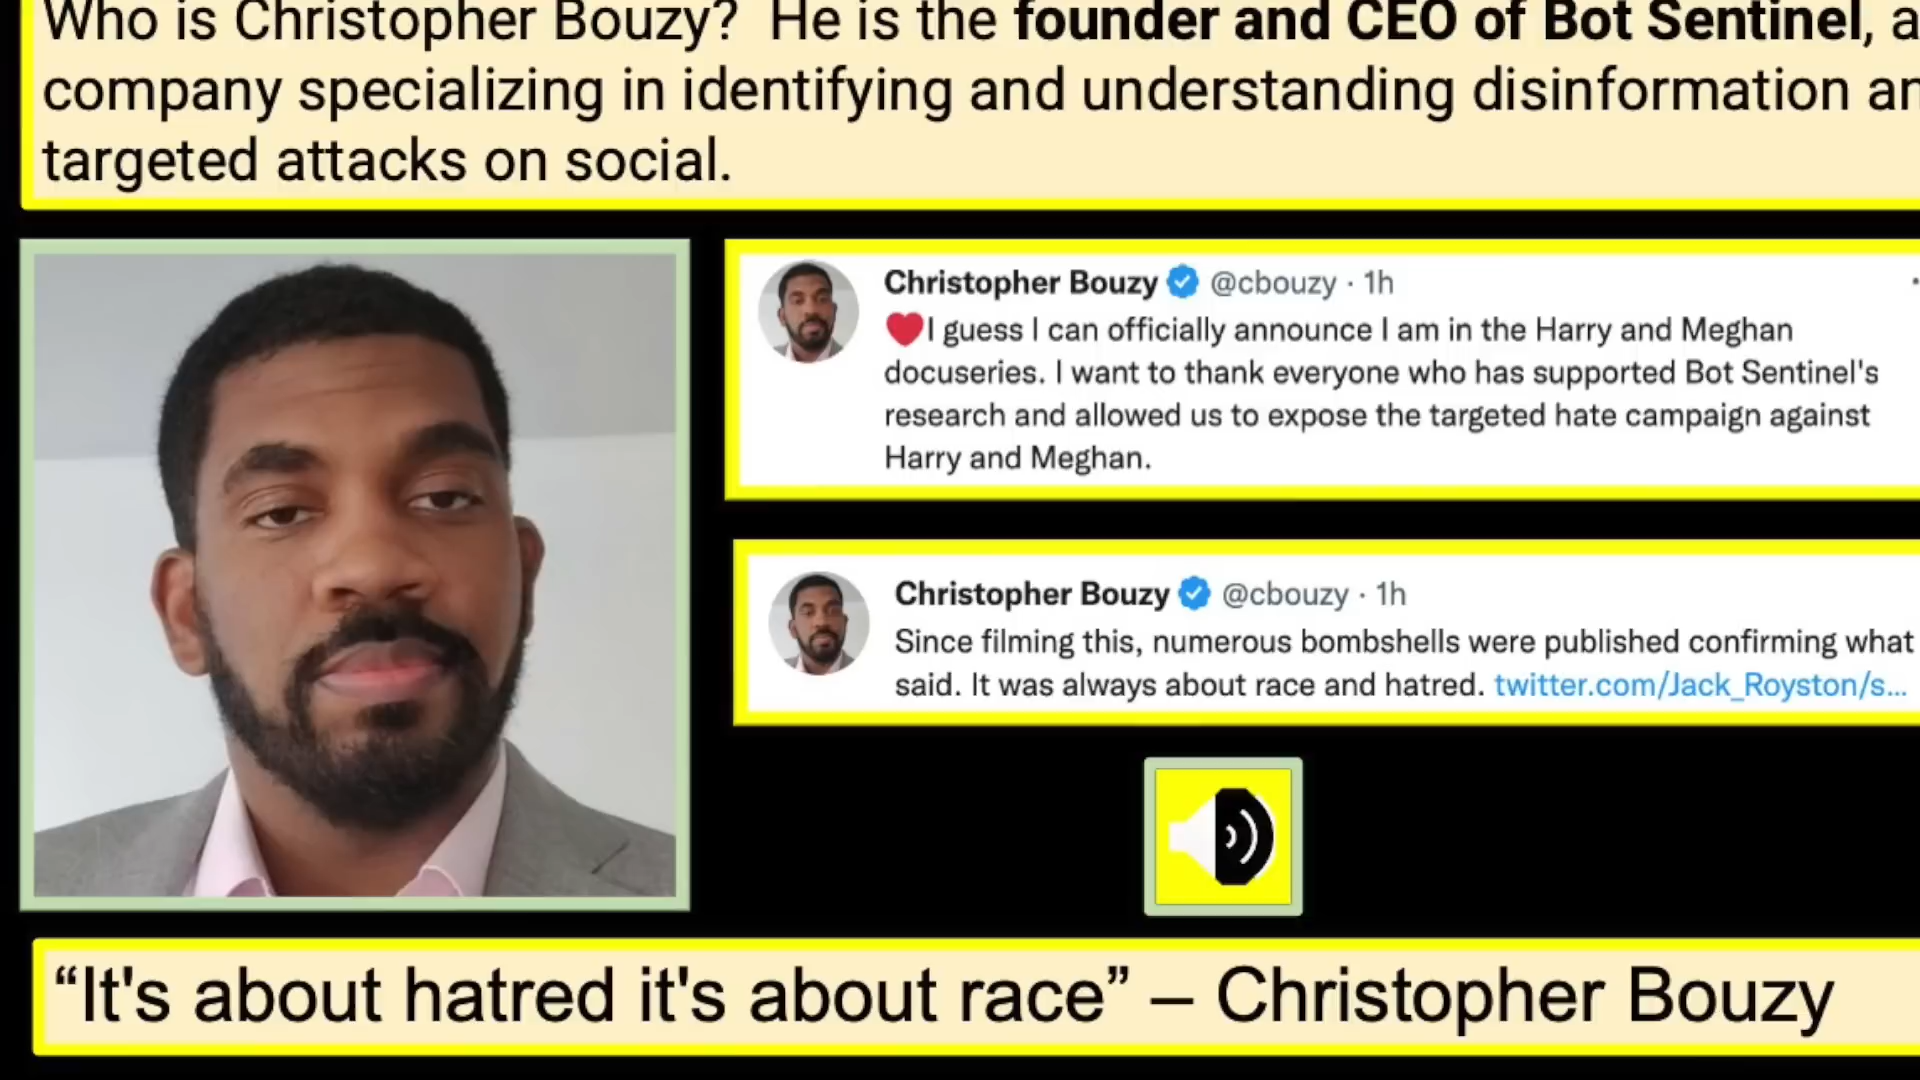 Who is Christopher Bouzy? He is the founder and CEO of Bot Sentinel, a
company specializing in identifying and understanding disinformation an
targeted attacks on social.
Christopher Bouzy @cbouzy · 1h
❤️I guess I can officially announce I am in the Harry and Meghan
docuseries. I want to thank everyone who has supported Bot Sentinel's
research and allowed us to expose the targeted hate campaign against
Harry and Meghan.
Christopher Bouzy @cbouzy · 1h
Since filming this, numerous bombshells were published confirming what
said. It was always about race and hatred. twitter.com/Jack_Royston/s...
“It's about hatred it's about race” – Christopher Bouzy